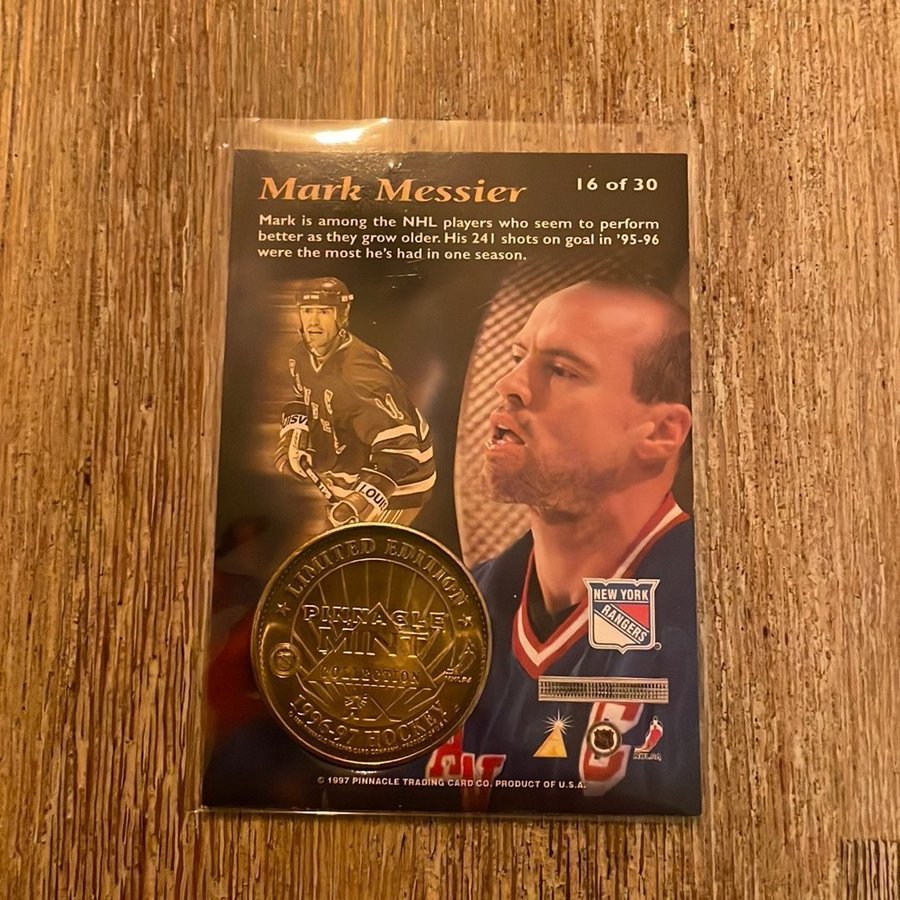 Mark Messier
16 of 30
Mark is among the NHL players who seem to perform
better as they grow older. His 241 shots on goal in '95-96
were the most he's had in one season.
LOUIS
LIMITED EDITION
PINNACLE
MINT
COLLECTION
1996-97 HOCKEY
NEW YORK
RANGERS
NHLPA
© 1997 PINNACLE TRADING CARD CO. PRODUCT OF U.S.A.